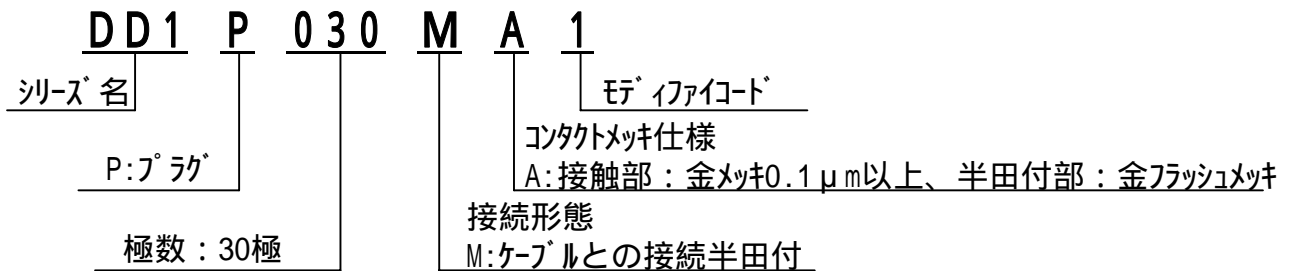 DD1 P 030 M A 1
ｼﾘｰｽﾞ名
ﾓﾃﾞｨﾌｧｲｺｰﾄﾞ
ｺﾝﾀｸﾄﾒｯｷ仕様
P:ﾌﾟﾗｸﾞ
A:接触部：金ﾒｯｷ0.1μm以上、半田付部：金ﾌﾗｯｼｭﾒｯｷ
接続形態
極数：30極
M:ｹｰﾌﾞﾙとの接続半田付